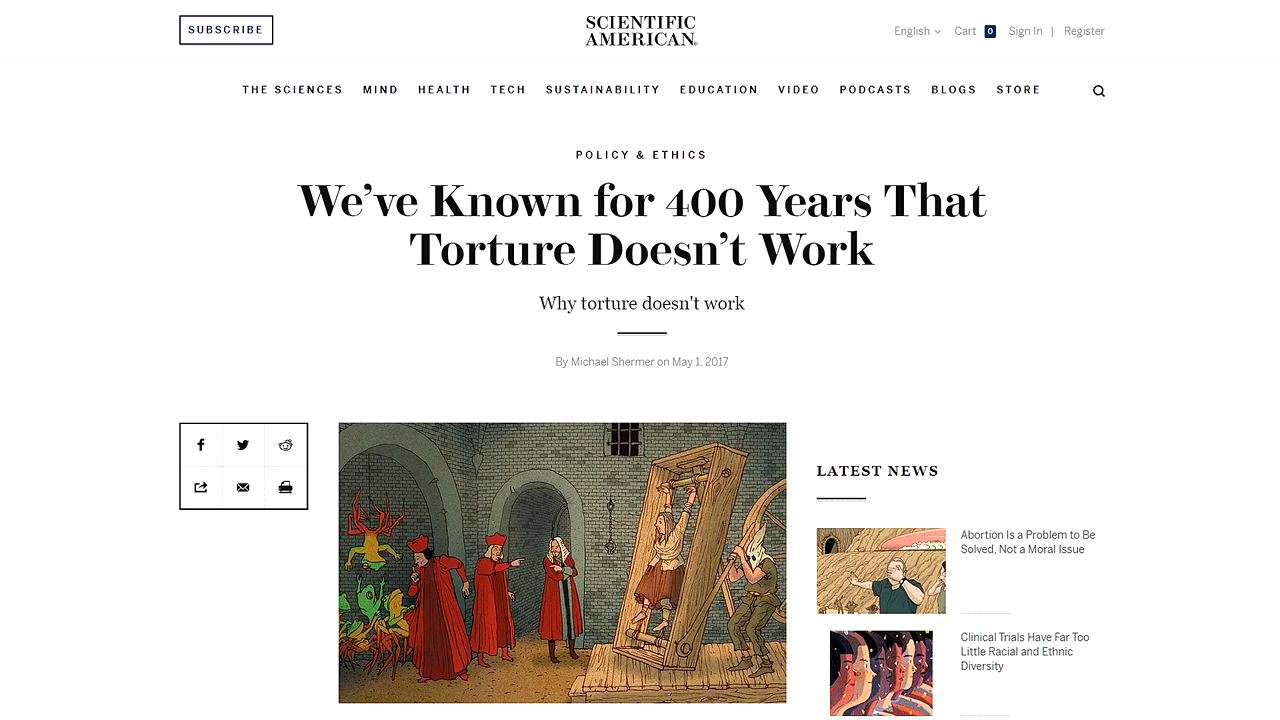 SUBSCRIBE
SCIENTIFIC
AMERICAN®
English
Cart 0
Sign In | Register
THE SCIENCES MIND HEALTH TECH SUSTAINABILITY EDUCATION VIDEO PODCASTS BLOGS STORE
POLICY & ETHICS
We’ve Known for 400 Years That
Torture Doesn’t Work
Why torture doesn't work
By Michael Shermer on May 1, 2017
LATEST NEWS
Abortion Is a Problem to Be
Solved, Not a Moral Issue
Clinical Trials Have Far Too
Little Racial and Ethnic
Diversity